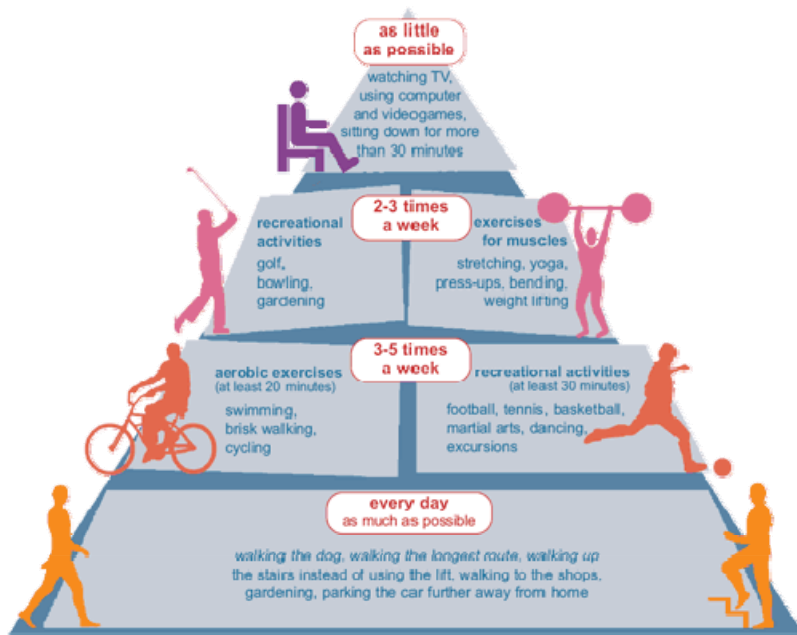 as little
as possible
watching TV,
using computer
and videogames,
sitting down for more
than 30 minutes
2-3 times
a week
recreational
activities
golf,
bowling,
gardening
exercises
for muscles
stretching, yoga,
press-ups, bending,
weight lifting
3-5 times
a week
aerobic exercises
(at least 20 minutes)
swimming,
brisk walking,
cycling
recreational activities
(at least 30 minutes)
football, tennis, basketball,
martial arts, dancing,
excursions
every day
as much as possible
walking the dog, walking the longest route, walking up
the stairs instead of using the lift, walking to the shops,
gardening, parking the car further away from home